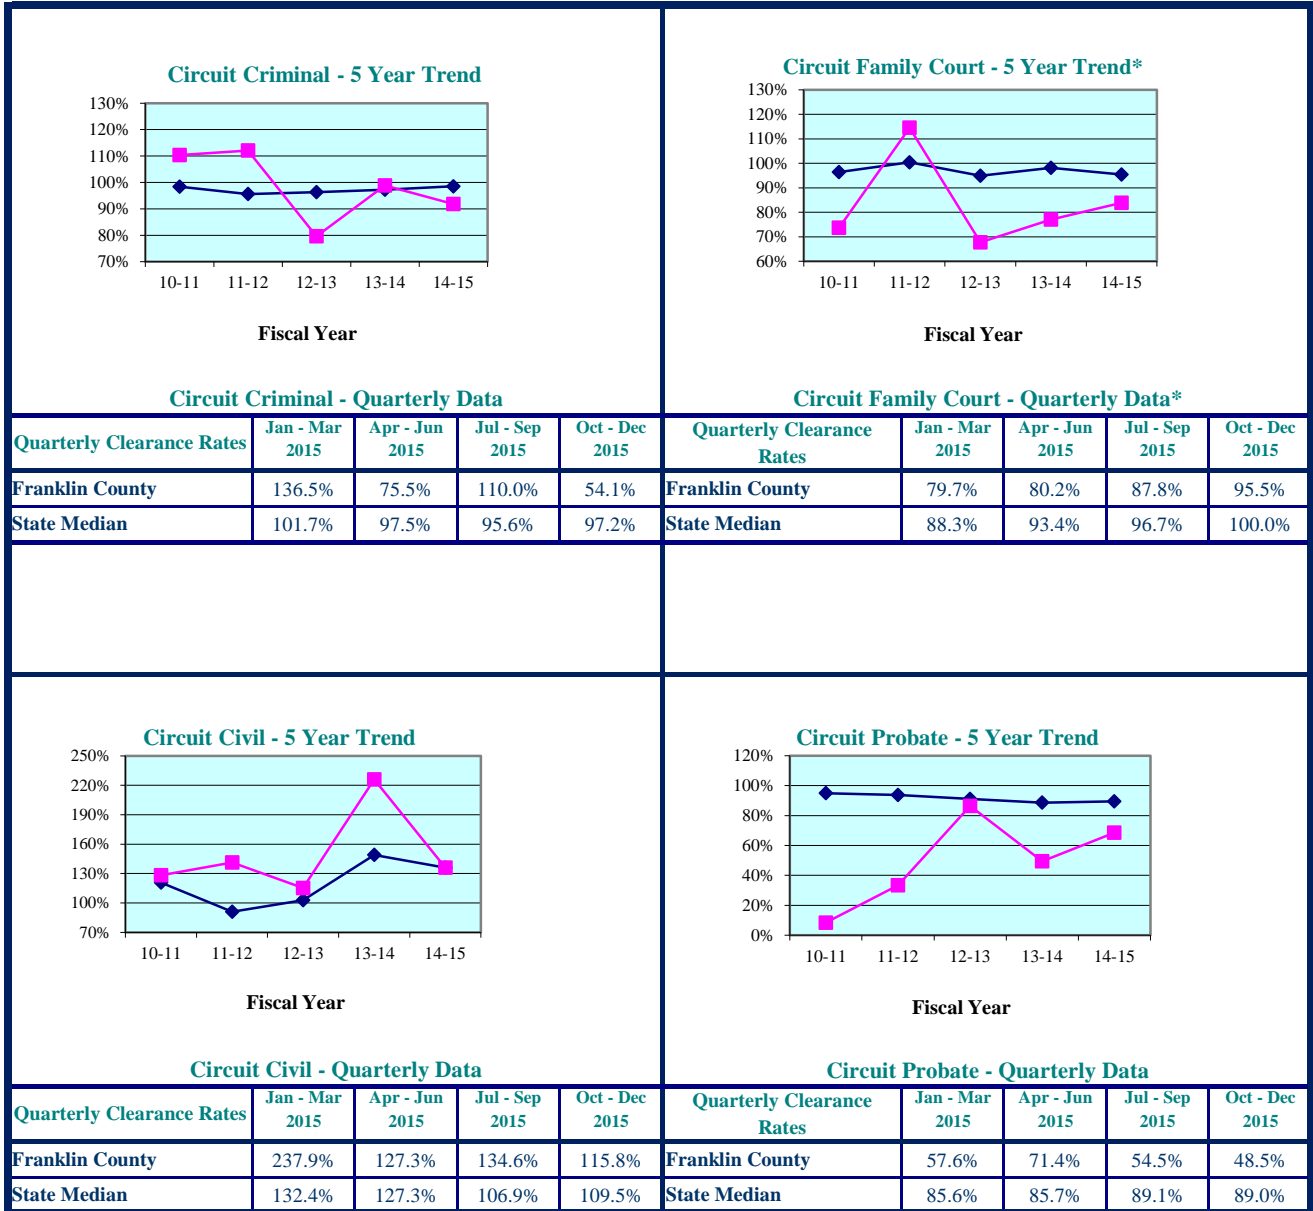 Circuit Criminal - 5 Year Trend
130%
120%
110%
100%
90%
80%
70%
10-11 11-12 12-13 13-14 14-15
Fiscal Year
Circuit Criminal - Quarterly Data
Quarterly Clearance Rates Jan - Mar 2015 Apr - Jun 2015 Jul - Sep 2015 Oct - Dec 2015
Franklin County 136.5% 75.5% 110.0% 54.1%
State Median 101.7% 97.5% 95.6% 97.2%
Circuit Family Court - 5 Year Trend*
130%
120%
110%
100%
90%
80%
70%
60%
10-11 11-12 12-13 13-14 14-15
Fiscal Year
Circuit Family Court - Quarterly Data*
Quarterly Clearance Rates Jan - Mar 2015 Apr - Jun 2015 Jul - Sep 2015 Oct - Dec 2015
Franklin County 79.7% 80.2% 87.8% 95.5%
State Median 88.3% 93.4% 96.7% 100.0%
Circuit Civil - 5 Year Trend
250%
220%
190%
160%
130%
100%
70%
10-11 11-12 12-13 13-14 14-15
Fiscal Year
Circuit Civil - Quarterly Data
Quarterly Clearance Rates Jan - Mar 2015 Apr - Jun 2015 Jul - Sep 2015 Oct - Dec 2015
Franklin County 237.9% 127.3% 134.6% 115.8%
State Median 132.4% 127.3% 106.9% 109.5%
Circuit Probate - 5 Year Trend
120%
100%
80%
60%
40%
20%
0%
10-11 11-12 12-13 13-14 14-15
Fiscal Year
Circuit Probate - Quarterly Data
Quarterly Clearance Rates Jan - Mar 2015 Apr - Jun 2015 Jul - Sep 2015 Oct - Dec 2015
Franklin County 57.6% 71.4% 54.5% 48.5%
State Median 85.6% 85.7% 89.1% 89.0%